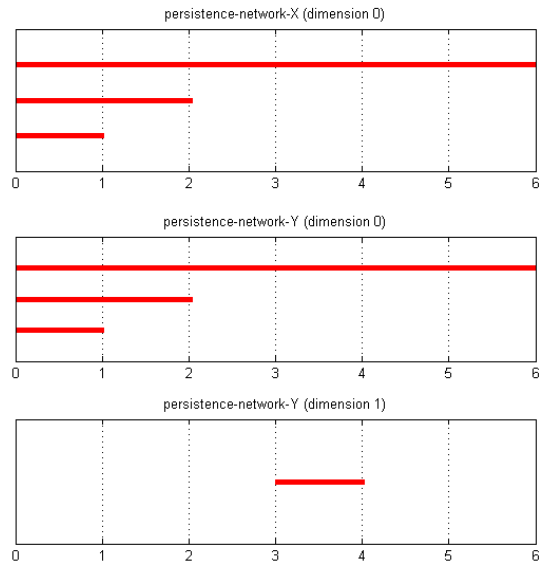 persistence-network-X (dimension 0)
0 1 2 3 4 5 6
persistence-network-Y (dimension 0)
0 1 2 3 4 5 6
persistence-network-Y (dimension 1)
0 1 2 3 4 5 6